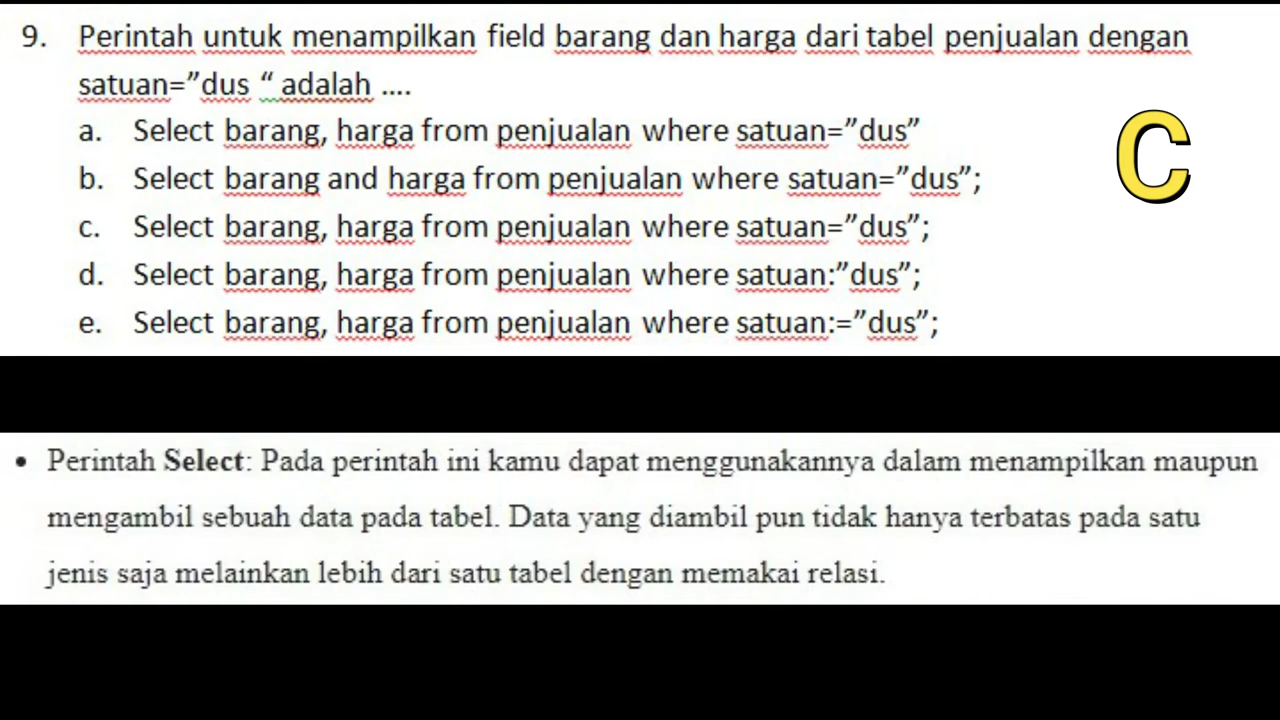 9. Perintah untuk menampilkan field barang dan harga dari tabel penjualan dengan
satuan=”dus “ adalah ....
a. Select barang, harga from penjualan where satuan=”dus”
b. Select barang and harga from penjualan where satuan=”dus”;
c. Select barang, harga from penjualan where satuan=”dus”;
d. Select barang, harga from penjualan where satuan:”dus”;
e. Select barang, harga from penjualan where satuan:=”dus”;
C
• Perintah Select: Pada perintah ini kamu dapat menggunakannya dalam menampilkan maupun
mengambil sebuah data pada tabel. Data yang diambil pun tidak hanya terbatas pada satu
jenis saja melainkan lebih dari satu tabel dengan memakai relasi.